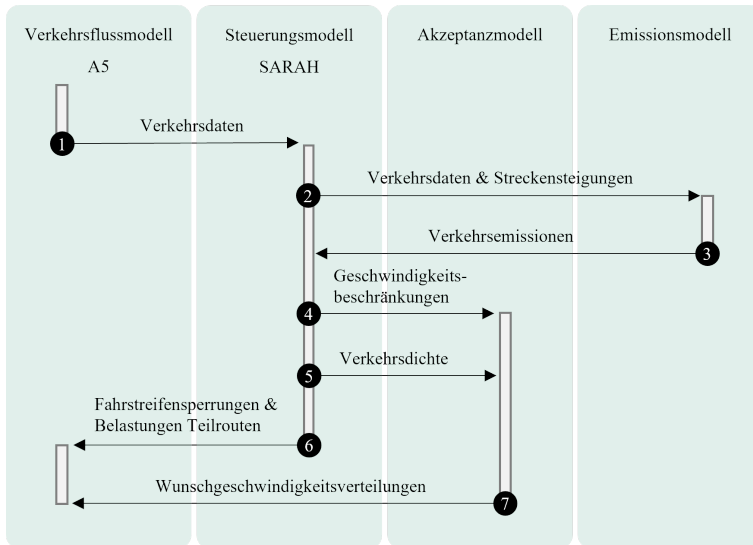 Verkehrsflussmodell
A5
Steuerungsmodell
SARAH
Akzeptanzmodell
Emissionsmodell
Verkehrsdaten
1
Verkehrsdaten & Streckensteigungen
2
Verkehrsemissionen
3
Geschwindigkeits-
beschränkungen
4
Verkehrsdichte
5
Fahrstreifensperrungen &
Belastungen Teilrouten
6
Wunschgeschwindigkeitsverteilungen
7